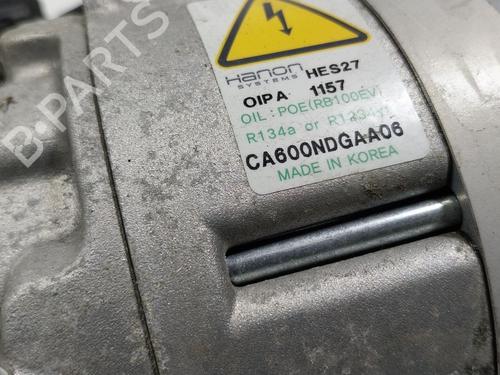 hanon
SYSTEMS
HES27
OIPA 1157
OIL: POE(RB100EV)
R134a or R1234yf
CA600NDGAA06
MADE IN KOREA
B-PARTS